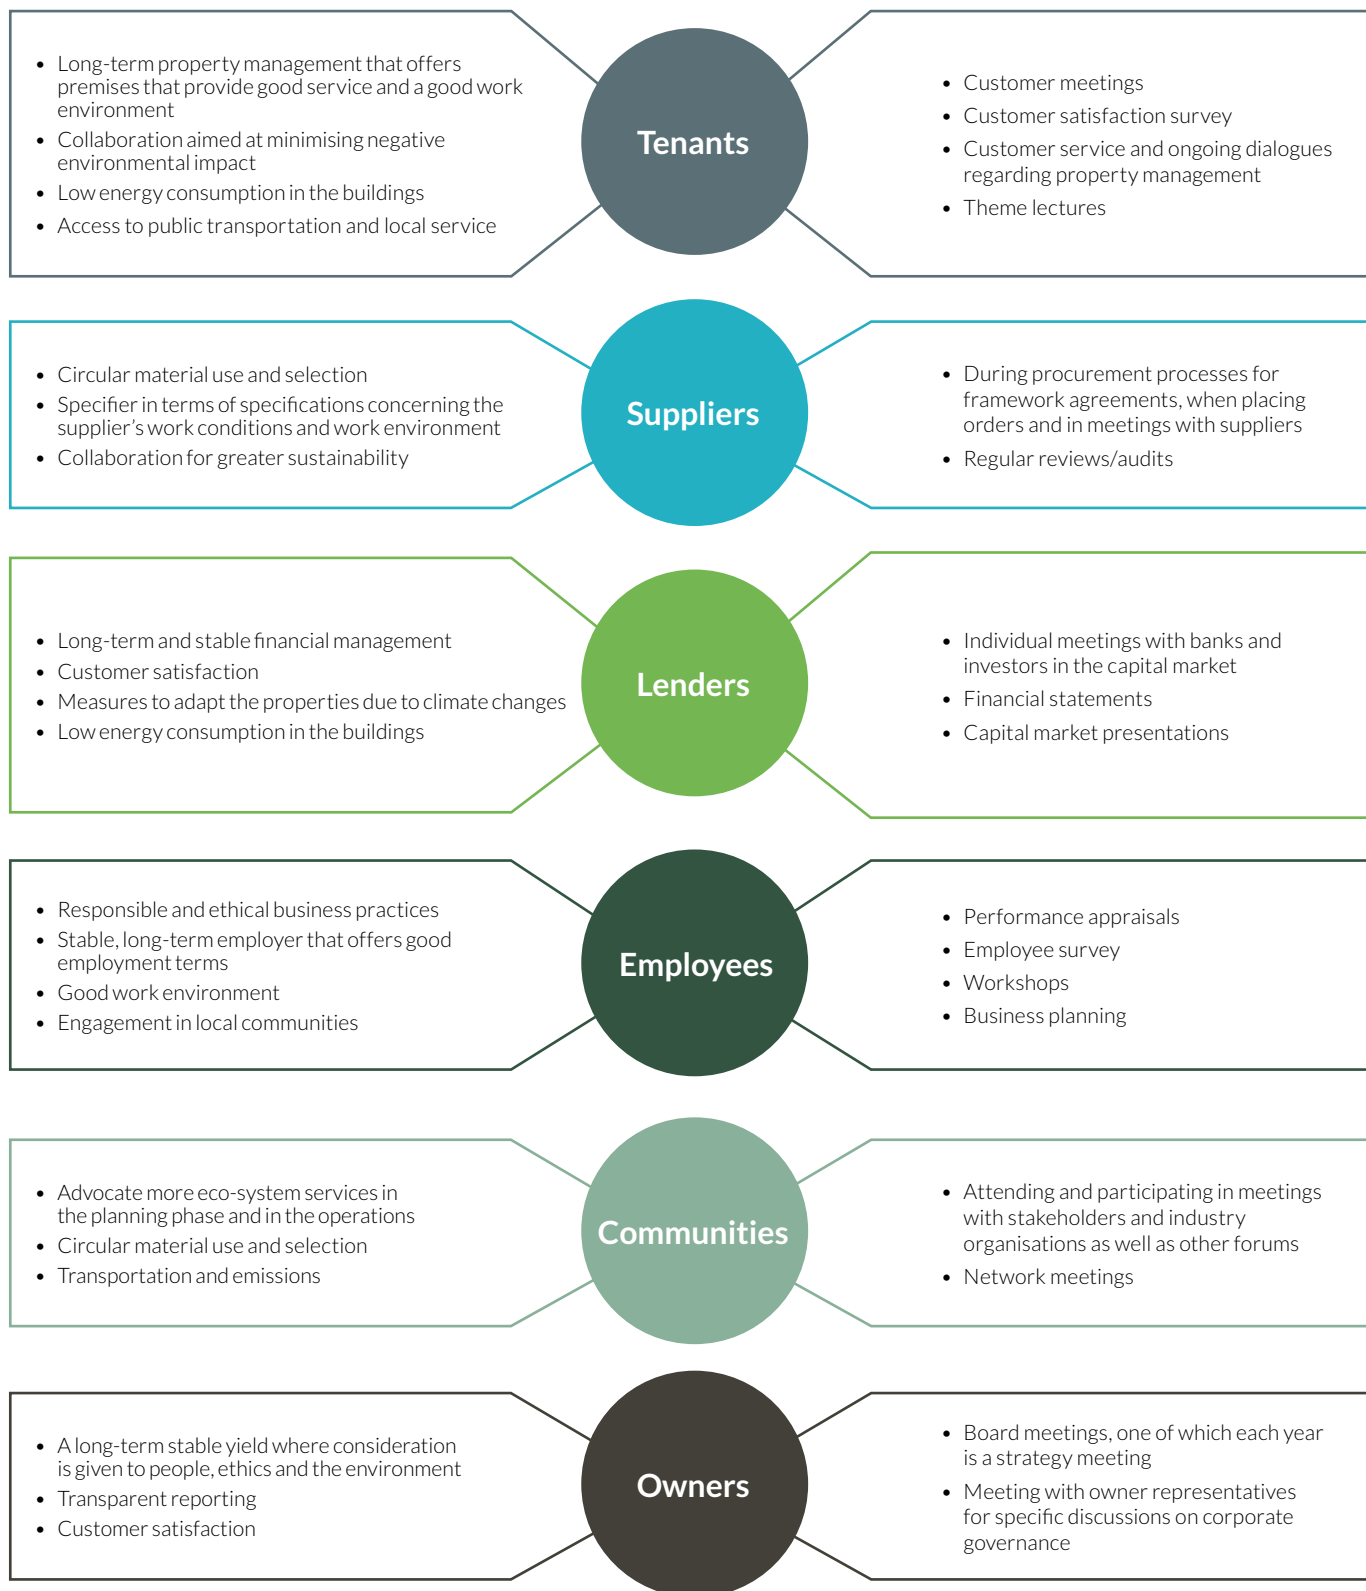 • Long-term property management that offers
premises that provide good service and a good work
environment
• Collaboration aimed at minimising negative
environmental impact
• Low energy consumption in the buildings
• Access to public transportation and local service
Tenants
• Customer meetings
• Customer satisfaction survey
• Customer service and ongoing dialogues
regarding property management
• Theme lectures
• Circular material use and selection
• Specifier in terms of specifications concerning the
supplier’s work conditions and work environment
• Collaboration for greater sustainability
Suppliers
• During procurement processes for
framework agreements, when placing
orders and in meetings with suppliers
• Regular reviews/audits
• Long-term and stable financial management
• Customer satisfaction
• Measures to adapt the properties due to climate changes
• Low energy consumption in the buildings
Lenders
• Individual meetings with banks and
investors in the capital market
• Financial statements
• Capital market presentations
• Responsible and ethical business practices
• Stable, long-term employer that offers good
employment terms
• Good work environment
• Engagement in local communities
Employees
• Performance appraisals
• Employee survey
• Workshops
• Business planning
• Advocate more eco-system services in
the planning phase and in the operations
• Circular material use and selection
• Transportation and emissions
Communities
• Attending and participating in meetings
with stakeholders and industry
organisations as well as other forums
• Network meetings
• A long-term stable yield where consideration
is given to people, ethics and the environment
• Transparent reporting
• Customer satisfaction
Owners
• Board meetings, one of which each year
is a strategy meeting
• Meeting with owner representatives
for specific discussions on corporate
governance